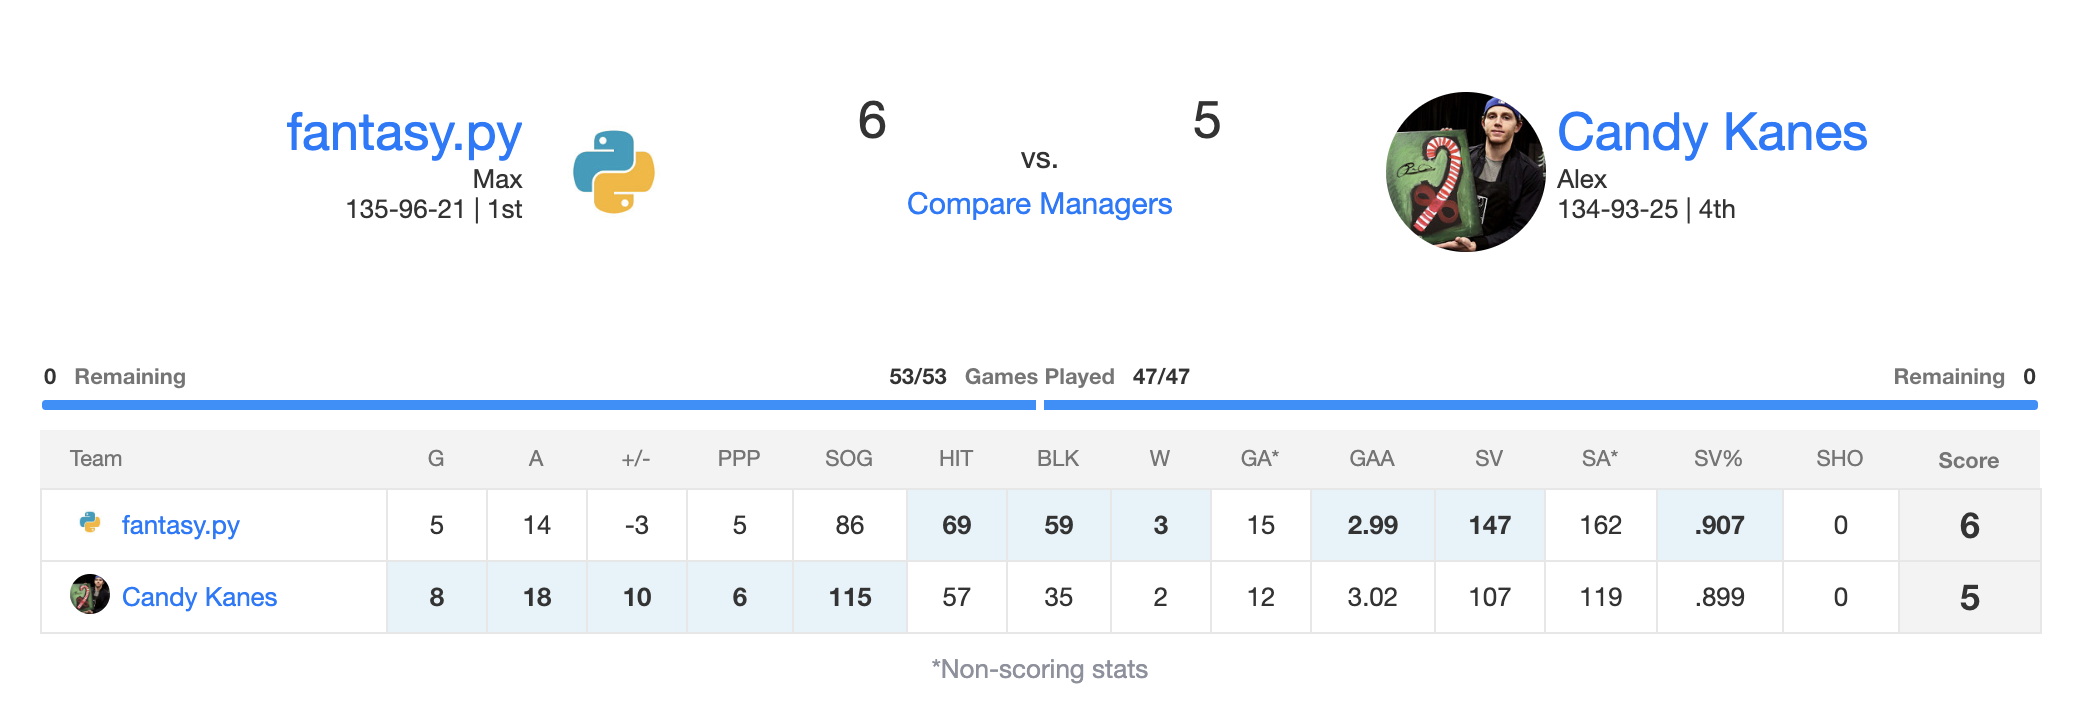 fantasy.py
Max
135-96-21 | 1st
6
vs.
5
Compare Managers
Candy Kanes
Alex
134-93-25 | 4th
0 Remaining 53/53 Games Played 47/47 Remaining 0
Team G A +/- PPP SOG HIT BLK W GA* GAA SV SA* SV% SHO Score
fantasy.py 5 14 -3 5 86 69 59 3 15 2.99 147 162 .907 0 6
Candy Kanes 8 18 10 6 115 57 35 2 12 3.02 107 119 .899 0 5
*Non-scoring stats